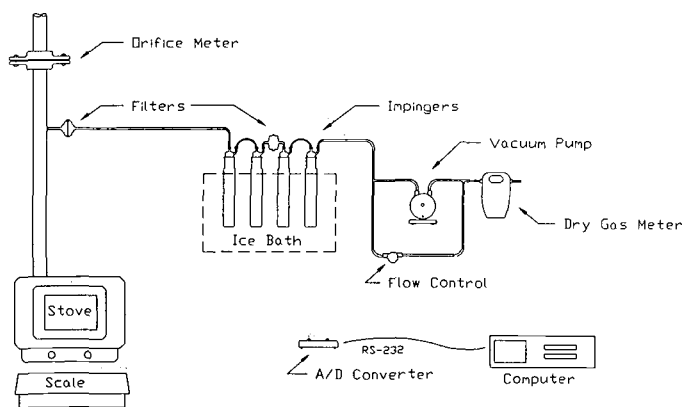 Orifice Meter
Filters
Impingers
Vacuum Pump
Ice Bath
Dry Gas Meter
Flow Control
Stove
RS-232
A/D Converter
Computer
Scale